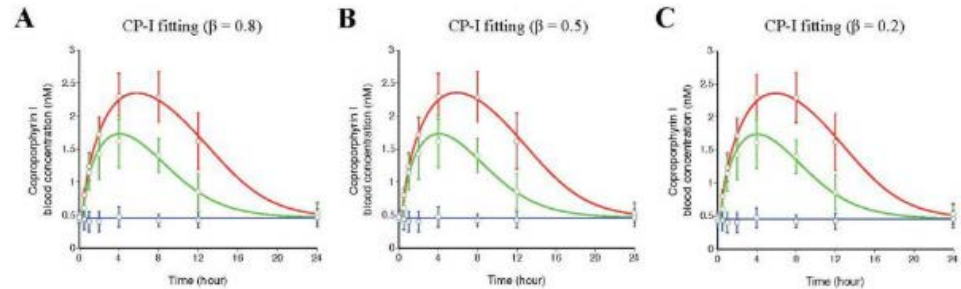 A
CP-I fitting (β = 0.8)
Coproporphyrin I
blood concentration (nM)
3
2.5
2
1.5
1
0.5
0
0 4 8 12 16 20 24
Time (hour)
B
CP-I fitting (β = 0.5)
Coproporphyrin I
blood concentration (nM)
3
2.5
2
1.5
1
0.5
0
0 4 8 12 16 20 24
Time (hour)
C
CP-I fitting (β = 0.2)
Coproporphyrin I
blood concentration (nM)
3
2.5
2
1.5
1
0.5
0
0 4 8 12 16 20 24
Time (hour)